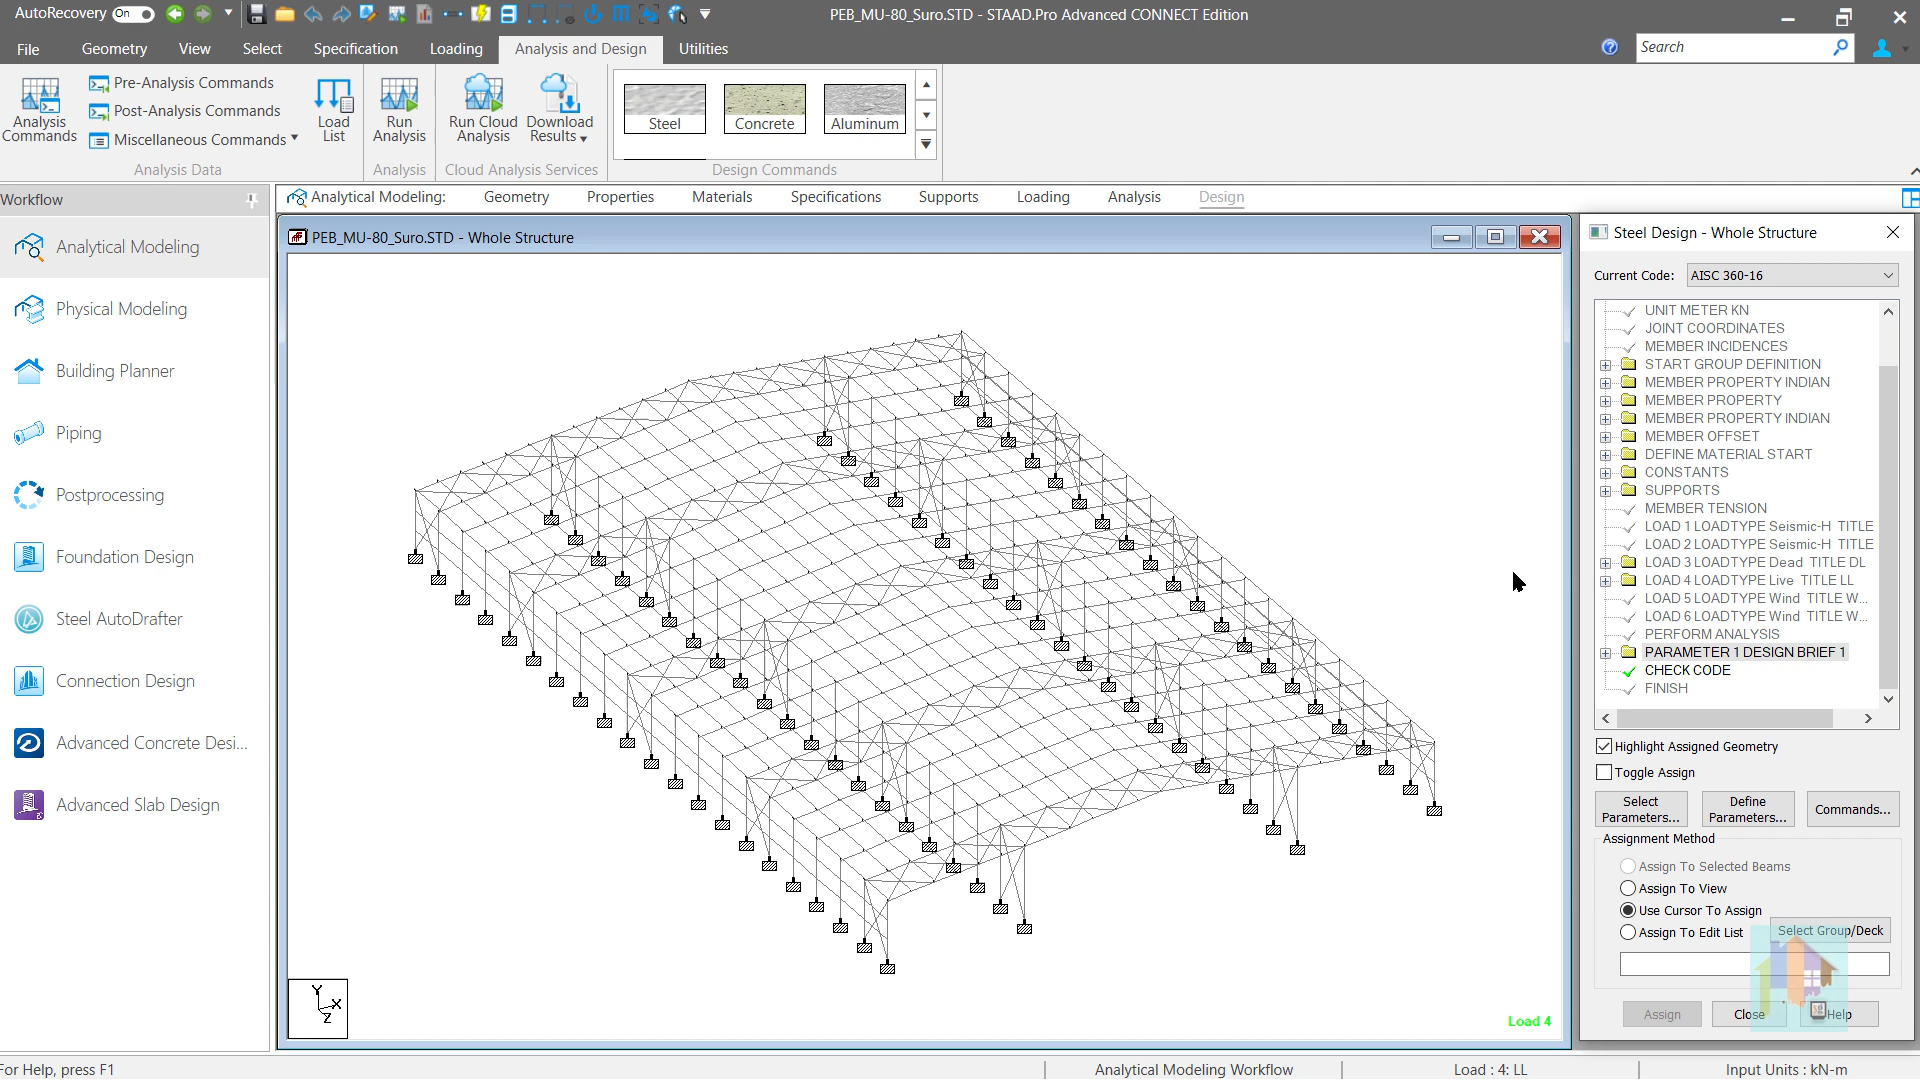 AutoRecovery On
PEB_MU-80_Suro.STD - STAAD.Pro Advanced CONNECT Edition
File Geometry View Select Specification Loading Analysis and Design Utilities
Search
Analysis Commands
Pre-Analysis Commands
Post-Analysis Commands
Miscellaneous Commands
Load List
Run Analysis
Run Cloud Analysis
Download Results
Steel Concrete Aluminum
Analysis Data Analysis Cloud Analysis Services Design Commands
Workflow
Analytical Modeling: Geometry Properties Materials Specifications Supports Loading Analysis Design
Analytical Modeling
Physical Modeling
Building Planner
Piping
Postprocessing
Foundation Design
Steel AutoDrafter
Connection Design
Advanced Concrete Desi...
Advanced Slab Design
PEB_MU-80_Suro.STD - Whole Structure
Y
X
Z
Load 4
Steel Design - Whole Structure
Current Code: AISC 360-16
UNIT METER KN
JOINT COORDINATES
MEMBER INCIDENCES
START GROUP DEFINITION
MEMBER PROPERTY INDIAN
MEMBER PROPERTY
MEMBER PROPERTY INDIAN
MEMBER OFFSET
DEFINE MATERIAL START
CONSTANTS
SUPPORTS
MEMBER TENSION
LOAD 1 LOADTYPE Seismic-H TITLE
LOAD 2 LOADTYPE Seismic-H TITLE
LOAD 3 LOADTYPE Dead TITLE DL
LOAD 4 LOADTYPE Live TITLE LL
LOAD 5 LOADTYPE Wind TITLE W...
LOAD 6 LOADTYPE Wind TITLE W...
PERFORM ANALYSIS
PARAMETER 1 DESIGN BRIEF 1
CHECK CODE
FINISH
Highlight Assigned Geometry
Toggle Assign
Select Parameters...
Define Parameters...
Commands...
Assignment Method
Assign To Selected Beams
Assign To View
Use Cursor To Assign
Assign To Edit List
Select Group/Deck
Assign Close Help
For Help, press F1
Analytical Modeling Workflow
Load : 4: LL
Input Units : kN-m